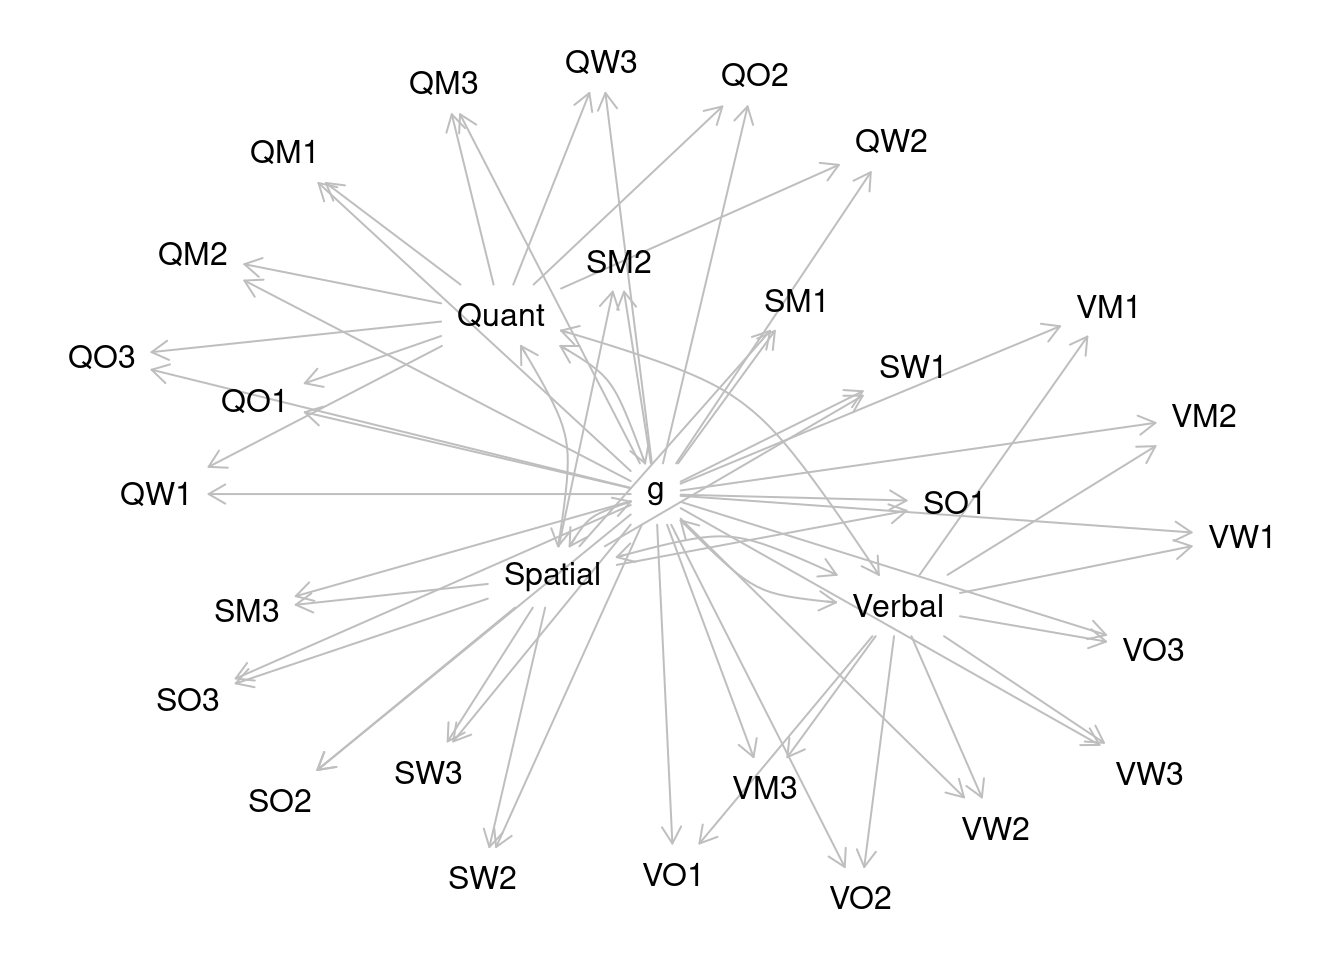 QW3
QO2
QM3
QW2
QM1
QM2
SM2
SM1
VM1
Quant
QO3
SW1
QO1
VM2
g
QW1
SO1
VW1
Spatial
Verbal
SM3
VO3
SO3
SW3
VW3
VM3
SO2
VW2
VO1
SW2
VO2